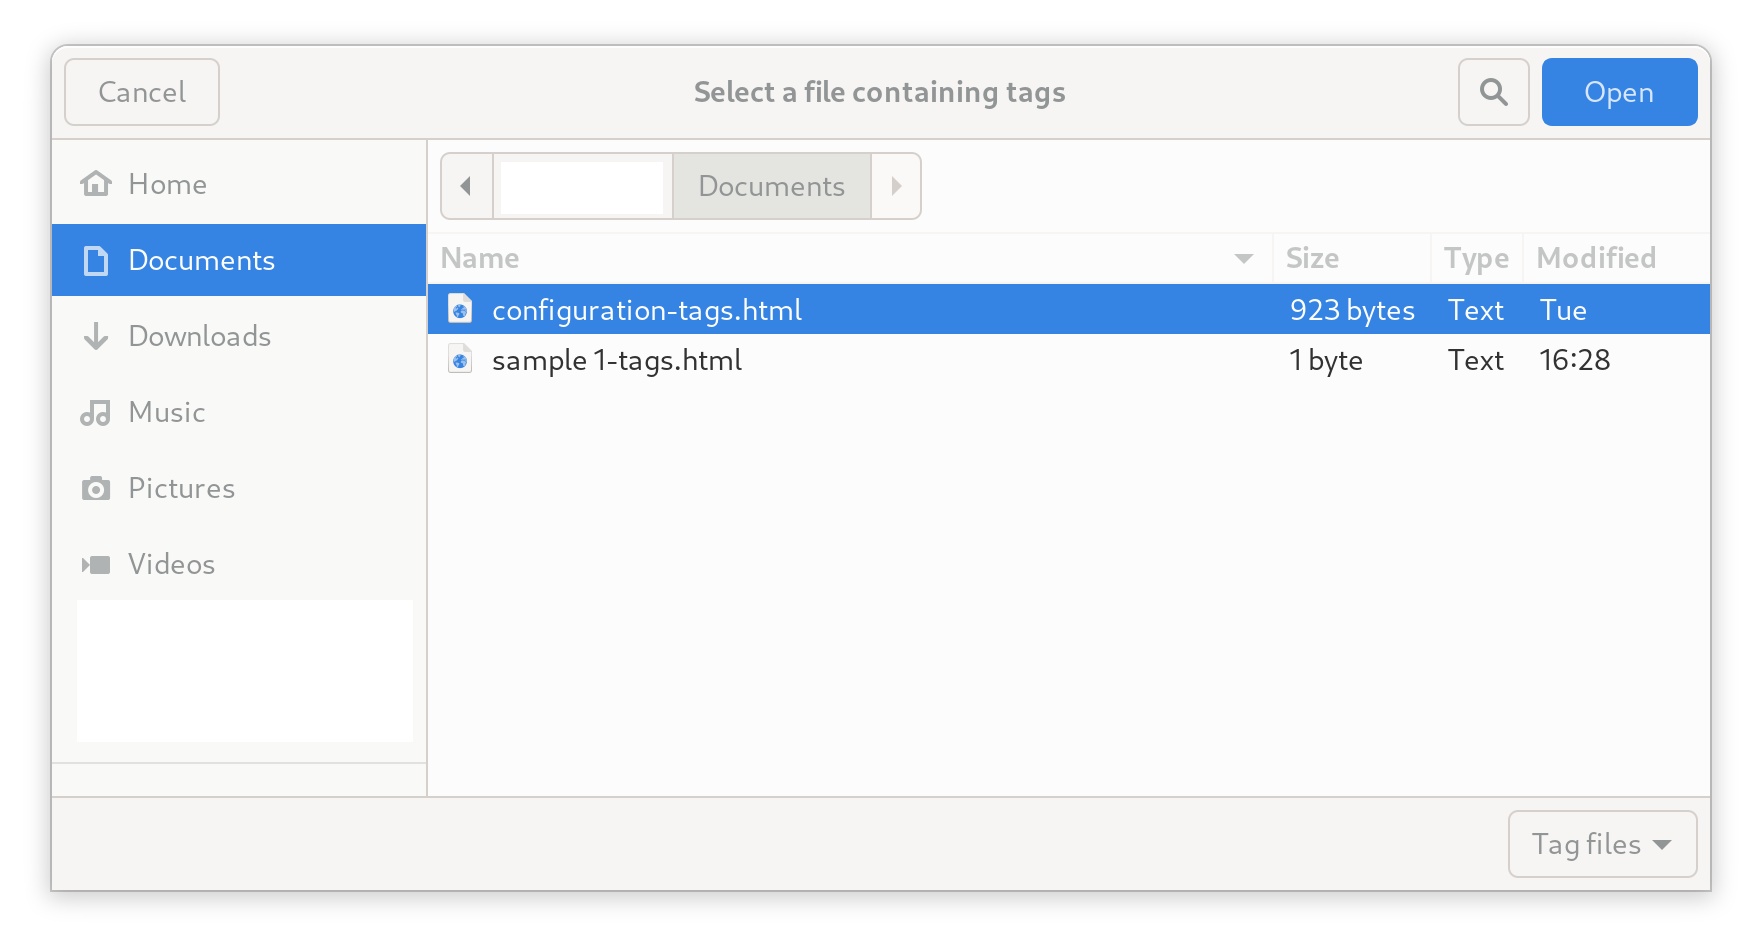 Cancel
Select a file containing tags
Open
Home
Documents
Downloads
Music
Pictures
Videos
Documents
Name Size Type Modified
configuration-tags.html 923 bytes Text Tue
sample 1-tags.html 1 byte Text 16:28
Tag files